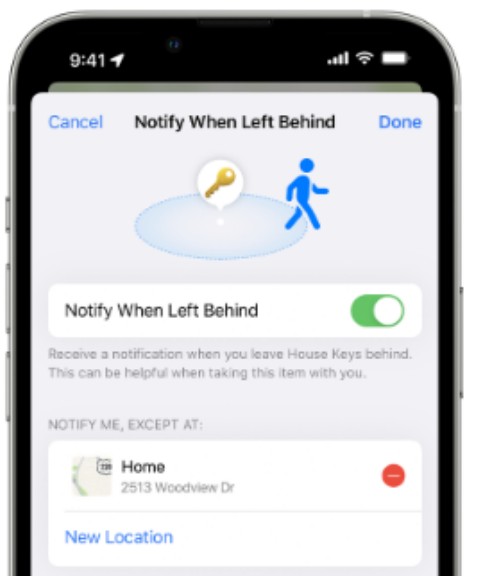 9:41
Cancel Notify When Left Behind Done
Notify When Left Behind
Receive a notification when you leave House Keys behind.
This can be helpful when taking this item with you.
NOTIFY ME, EXCEPT AT:
Home
2513 Woodview Dr
New Location